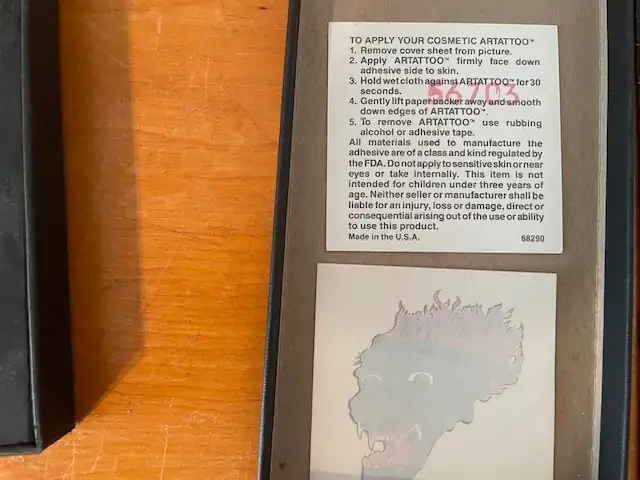 TO APPLY YOUR COSMETIC ARTATTOO™
1. Remove cover sheet from picture.
2. Apply ARTATTOO™ firmly face down
adhesive side to skin.
3. Hold wet cloth against ARTATTOO™ for 30
seconds.
56703
4. Gently lift paper backer away and smooth
down edges of ARTATTOO™.
5. To remove ARTATTOO™ use rubbing
alcohol or adhesive tape.
All materials used to manufacture the
adhesive are of a class and kind regulated by
the FDA. Do not apply to sensitive skin or near
eyes or take internally. This item is not
intended for children under three years of
age. Neither seller or manufacturer shall be
liable for an injury, loss or damage, direct or
consequential arising out of the use or ability
to use this product.
Made in the U.S.A. 68290